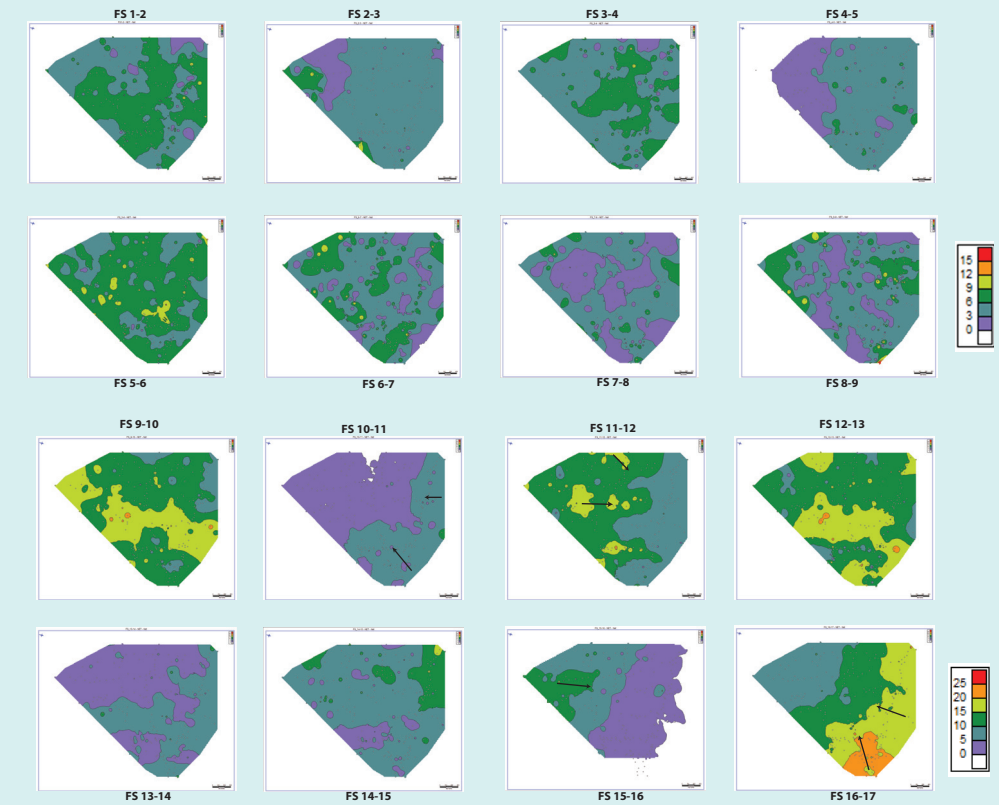 FS 1-2
FS 2-3
FS 3-4
FS 4-5
15
12
9
6
3
0
FS 5-6
FS 6-7
FS 7-8
FS 8-9
FS 9-10
FS 10-11
FS 11-12
FS 12-13
25
20
15
10
5
0
FS 13-14
FS 14-15
FS 15-16
FS 16-17